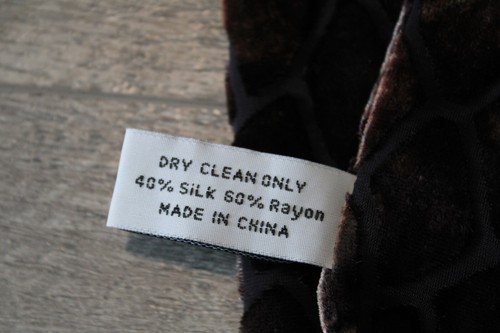 DRY CLEAN ONLY
40% SiLK 60% Rayon
MADE IN CHINA